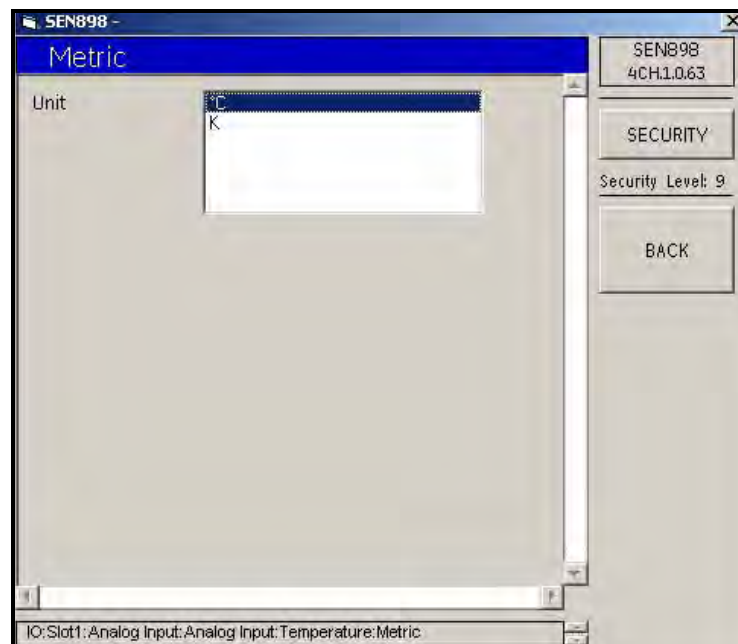 SEN898 -
Metric
Unit
°C
K
SEN898
4CH.1.0.63
SECURITY
Security Level: 9
BACK
IO:Slot1:Analog Input:Analog Input:Temperature:Metric